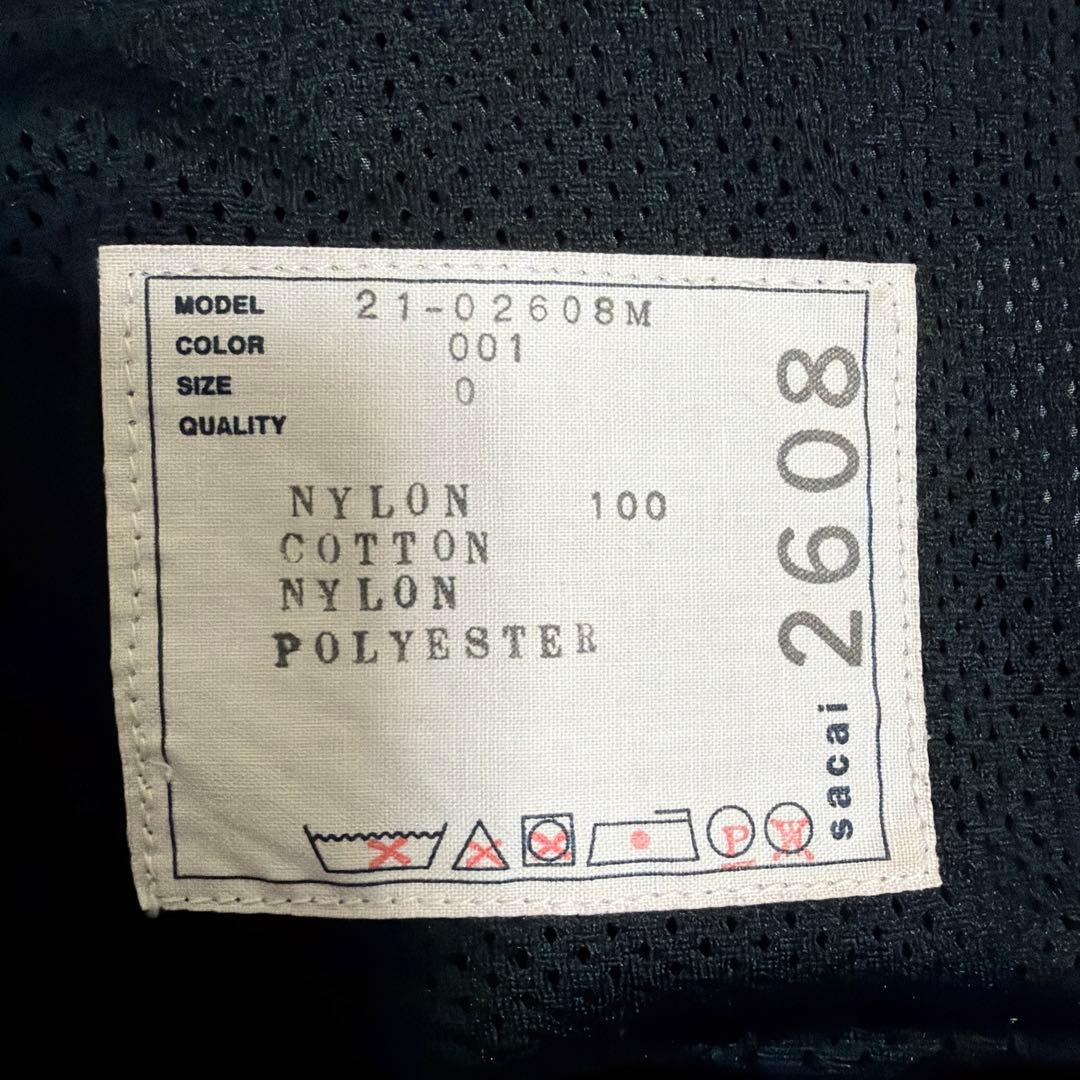 MODEL 21-02608M
COLOR 001
SIZE 0
QUALITY
NYLON 100
COTTON
NYLON
POLYESTER
P W
sacai 2608